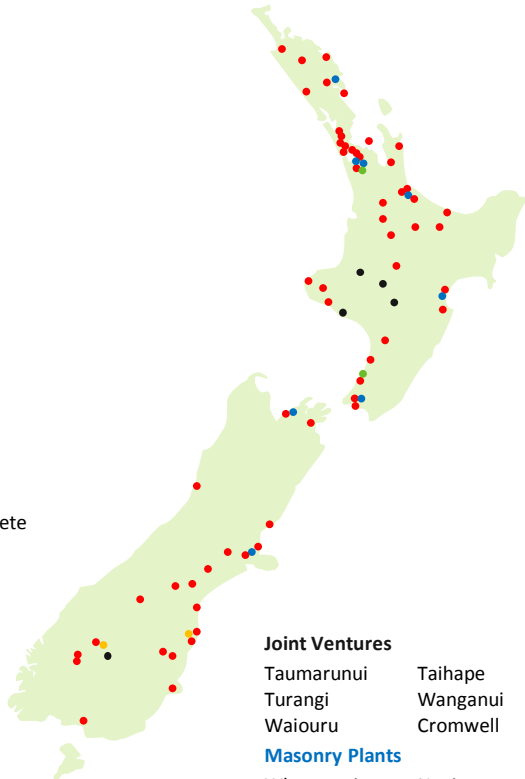 ete
Joint Ventures
Taumarunui Taihape
Turangi Wanganui
Waiouru Cromwell
Masonry Plants